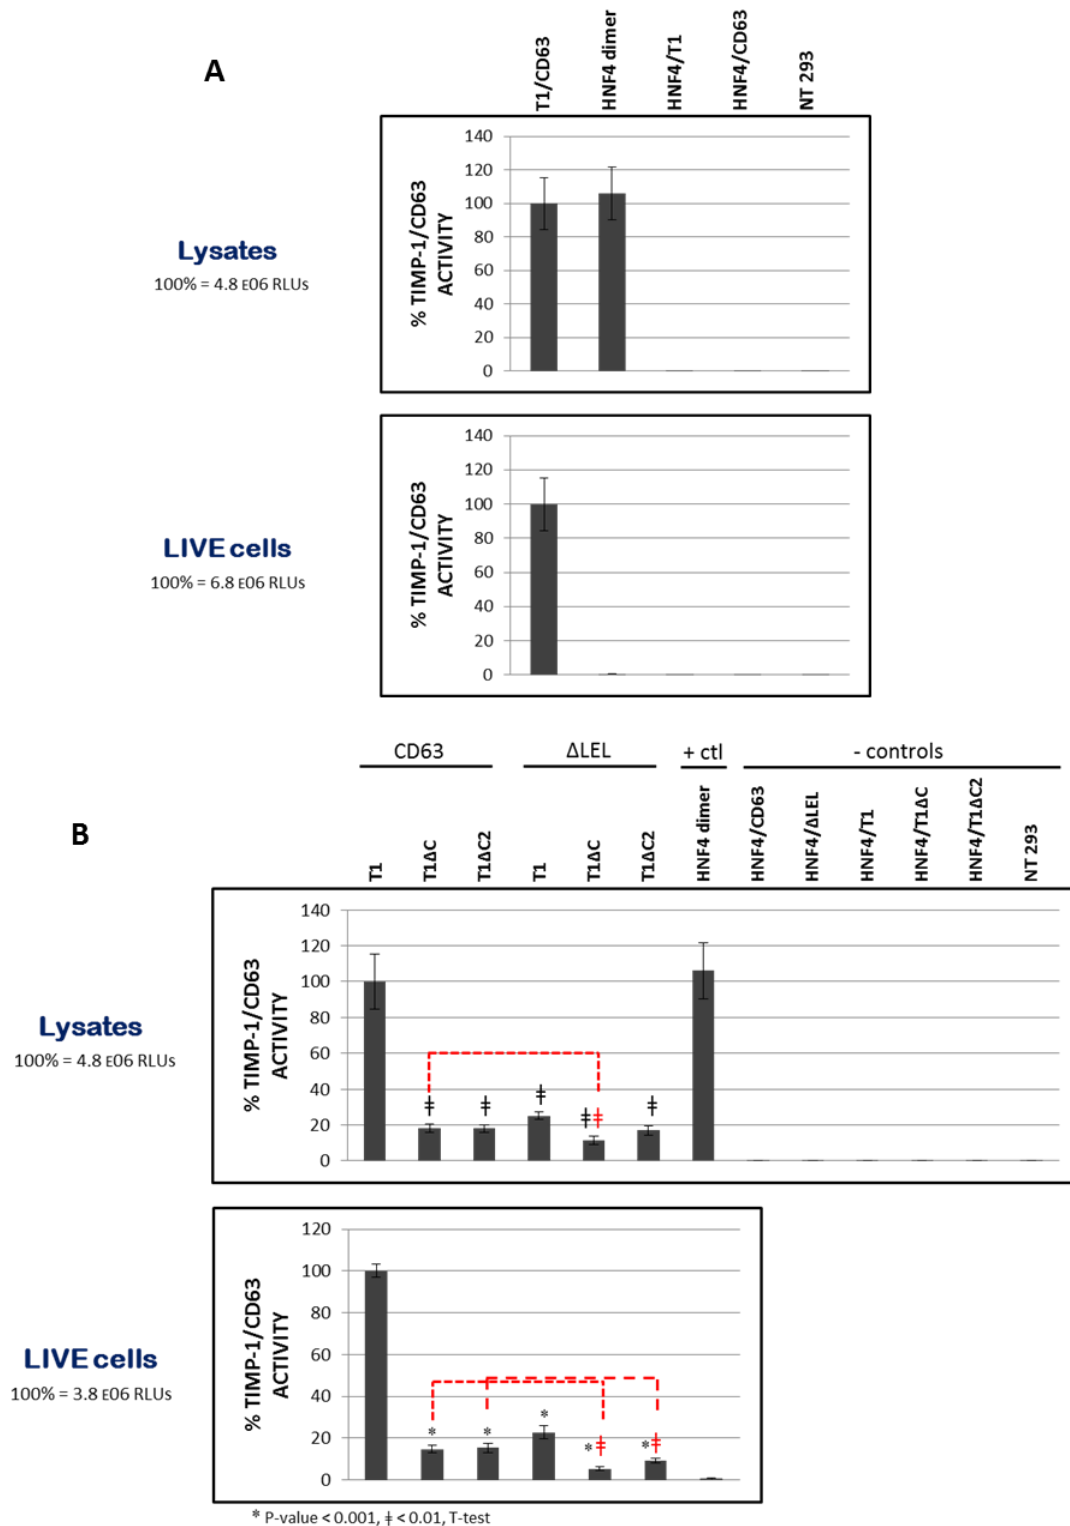 A
T1/CD63
HNF4 dimer
HNF4/T1
HNF4/CD63
NT 293
Lysates
100% = 4.8 E06 RLUs
% TIMP-1/CD63
ACTIVITY
140
120
100
80
60
40
20
0
LIVE cells
100% = 6.8 E06 RLUs
% TIMP-1/CD63
ACTIVITY
140
120
100
80
60
40
20
0
CD63
ΔLEL
+ ctl
- controls
B
T1
T1ΔC
T1ΔC2
T1
T1ΔC
T1ΔC2
HNF4 dimer
HNF4/CD63
HNF4/ΔLEL
HNF4/T1
HNF4/T1ΔC
HNF4/T1ΔC2
NT 293
Lysates
100% = 4.8 E06 RLUs
% TIMP-1/CD63
ACTIVITY
140
120
100
80
60
40
20
0
ǂ ǂ ǂ ǂǂ ǂ
LIVE cells
100% = 3.8 E06 RLUs
% TIMP-1/CD63
ACTIVITY
120
100
80
60
40
20
0
* * * *ǂ *ǂ
* P-value < 0.001, ǂ < 0.01, T-test